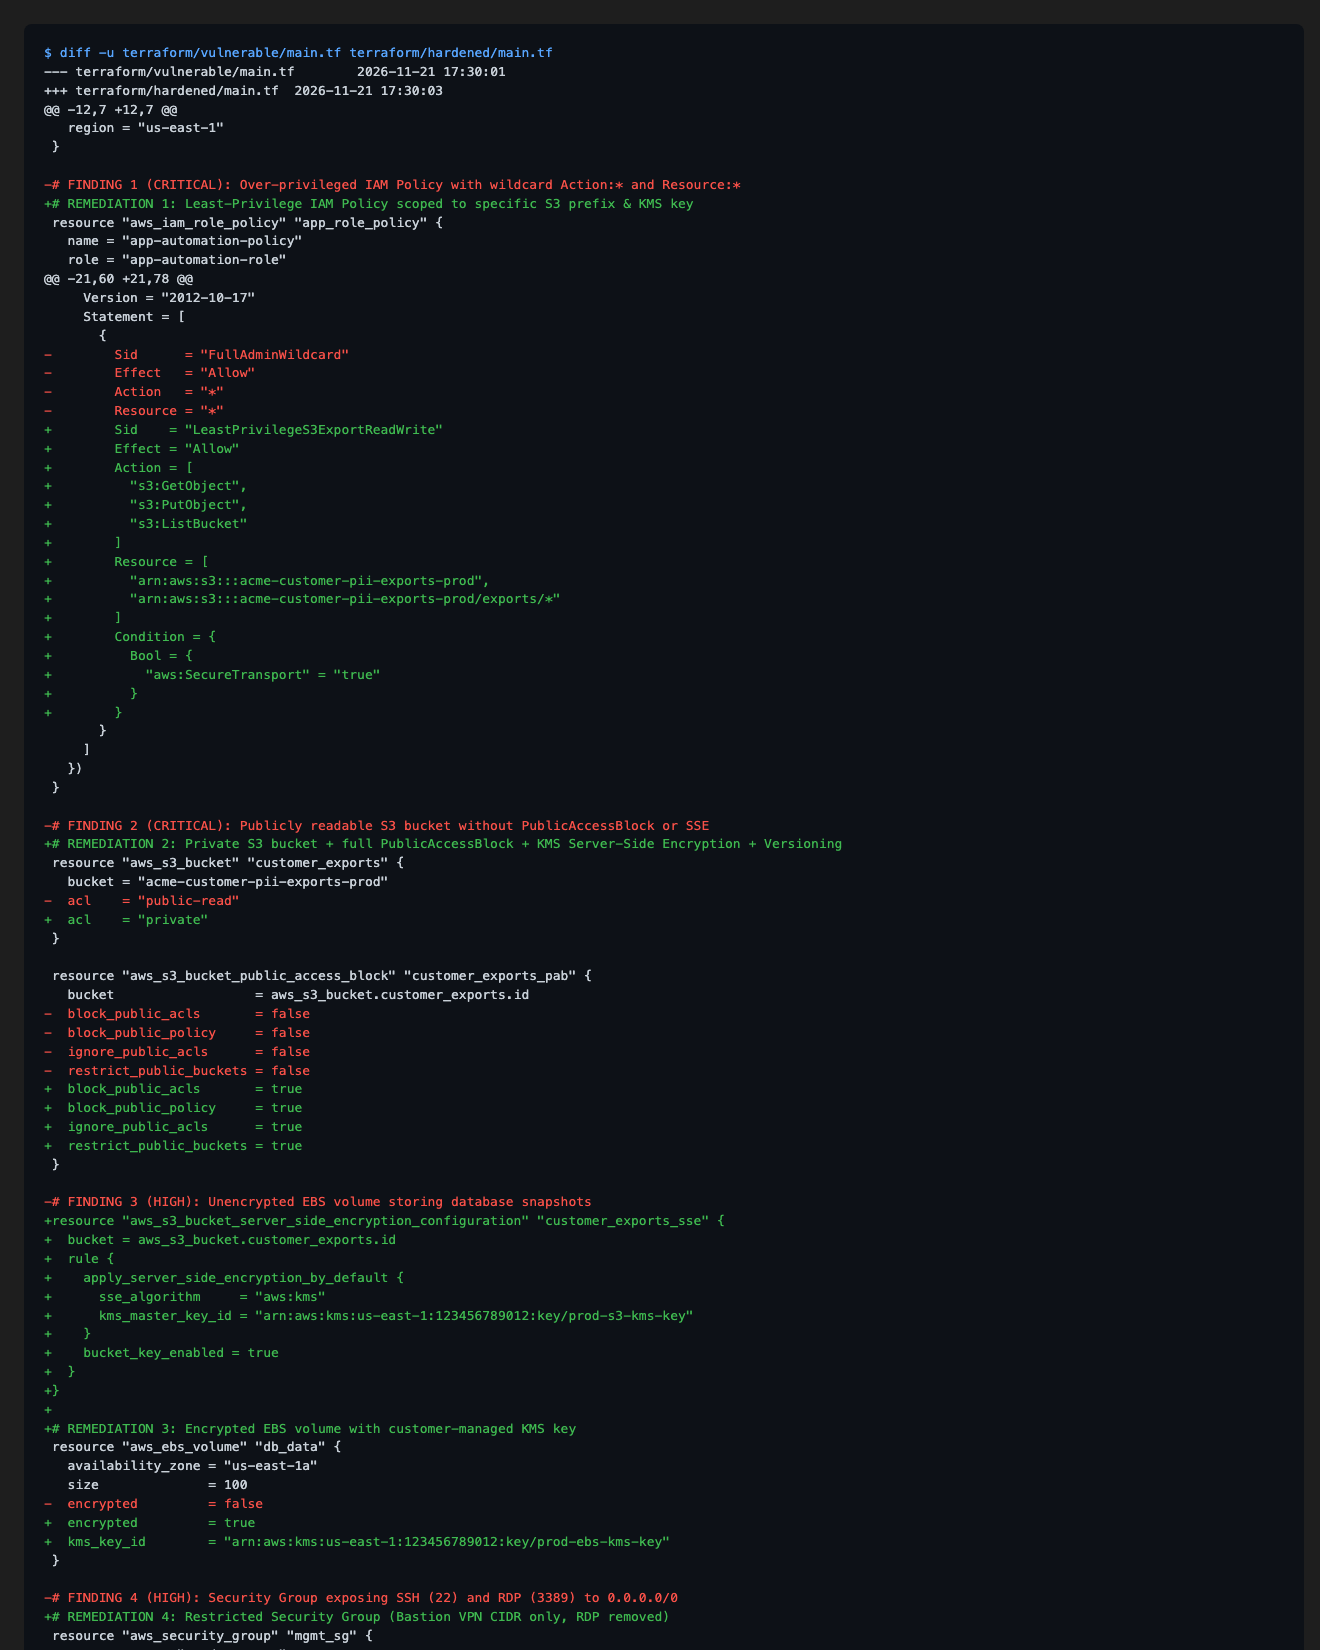 $ diff -u terraform/vulnerable/main.tf terraform/hardened/main.tf
--- terraform/vulnerable/main.tf        2026-11-21 17:30:01
+++ terraform/hardened/main.tf  2026-11-21 17:30:03
@@ -12,7 +12,7 @@
   region = "us-east-1"
 }

-# FINDING 1 (CRITICAL): Over-privileged IAM Policy with wildcard Action:* and Resource:*
+# REMEDIATION 1: Least-Privilege IAM Policy scoped to specific S3 prefix & KMS key
 resource "aws_iam_role_policy" "app_role_policy" {
   name = "app-automation-policy"
   role = "app-automation-role"
@@ -21,60 +21,78 @@
     Version = "2012-10-17"
     Statement = [
       {
-        Sid      = "FullAdminWildcard"
-        Effect   = "Allow"
-        Action   = "*"
-        Resource = "*"
+        Sid    = "LeastPrivilegeS3ExportReadWrite"
+        Effect = "Allow"
+        Action = [
+          "s3:GetObject",
+          "s3:PutObject",
+          "s3:ListBucket"
+        ]
+        Resource = [
+          "arn:aws:s3:::acme-customer-pii-exports-prod",
+          "arn:aws:s3:::acme-customer-pii-exports-prod/exports/*"
+        ]
+        Condition = {
+          Bool = {
+            "aws:SecureTransport" = "true"
+          }
+        }
       }
     ]
   })
 }

-# FINDING 2 (CRITICAL): Publicly readable S3 bucket without PublicAccessBlock or SSE
+# REMEDIATION 2: Private S3 bucket + full PublicAccessBlock + KMS Server-Side Encryption + Versioning
 resource "aws_s3_bucket" "customer_exports" {
   bucket = "acme-customer-pii-exports-prod"
-  acl    = "public-read"
+  acl    = "private"
 }

 resource "aws_s3_bucket_public_access_block" "customer_exports_pab" {
   bucket                  = aws_s3_bucket.customer_exports.id
-  block_public_acls       = false
-  block_public_policy     = false
-  ignore_public_acls      = false
-  restrict_public_buckets = false
+  block_public_acls       = true
+  block_public_policy     = true
+  ignore_public_acls      = true
+  restrict_public_buckets = true
 }

-# FINDING 3 (HIGH): Unencrypted EBS volume storing database snapshots
+resource "aws_s3_bucket_server_side_encryption_configuration" "customer_exports_sse" {
+  bucket = aws_s3_bucket.customer_exports.id
+  rule {
+    apply_server_side_encryption_by_default {
+      sse_algorithm     = "aws:kms"
+      kms_master_key_id = "arn:aws:kms:us-east-1:123456789012:key/prod-s3-kms-key"
+    }
+    bucket_key_enabled = true
+  }
+}
+
+# REMEDIATION 3: Encrypted EBS volume with customer-managed KMS key
 resource "aws_ebs_volume" "db_data" {
   availability_zone = "us-east-1a"
   size              = 100
-  encrypted         = false
+  encrypted         = true
+  kms_key_id        = "arn:aws:kms:us-east-1:123456789012:key/prod-ebs-kms-key"
 }

-# FINDING 4 (HIGH): Security Group exposing SSH (22) and RDP (3389) to 0.0.0.0/0
+# REMEDIATION 4: Restricted Security Group (Bastion VPN CIDR only, RDP removed)
 resource "aws_security_group" "mgmt_sg" {